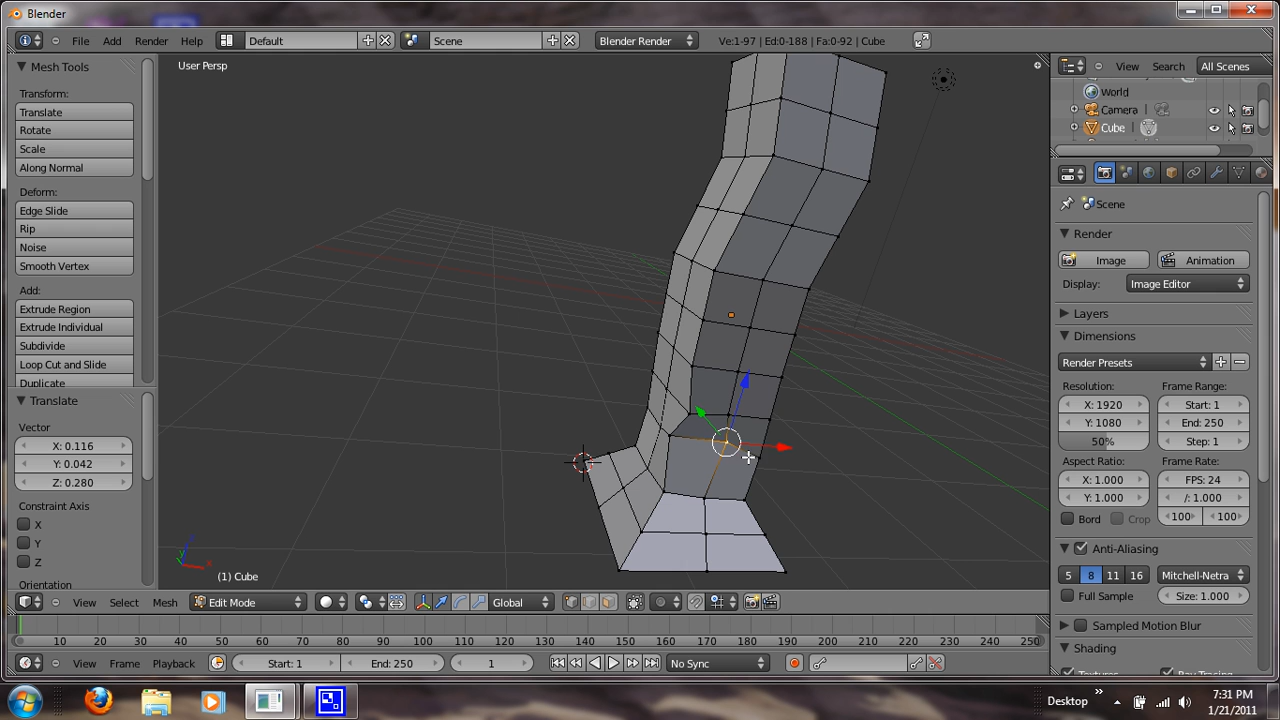 Blender
File Add Render Help Default Scene Blender Render Ve:1-97 | Ed:0-188 | Fa:0-92 | Cube
Mesh Tools
Transform:
Translate
Rotate
Scale
Along Normal
Deform:
Edge Slide
Rip
Noise
Smooth Vertex
Add:
Extrude Region
Extrude Individual
Subdivide
Loop Cut and Slide
Duplicate
Translate
Vector
X: 0.116
Y: 0.042
Z: 0.280
Constraint Axis
X
Y
Z
Orientation
User Persp
(1) Cube
View Select Mesh Edit Mode Global
View Search All Scenes
World
Camera
Cube
Scene
Render
Image Animation
Display: Image Editor
Layers
Dimensions
Render Presets
Resolution: Frame Range:
X: 1920 Start: 1
Y: 1080 End: 250
50% Step: 1
Aspect Ratio: Frame Rate:
X: 1.000 FPS: 24
Y: 1.000 /: 1.000
Bord Crop 100 100
Anti-Aliasing
5 8 11 16 Mitchell-Netra
Full Sample Size: 1.000
Sampled Motion Blur
Shading
0 10 20 30 40 50 60 70 80 90 100 110 120 130 140 150 160 170 180 190 200 210 220 230 240 250
View Frame Playback Start: 1 End: 250 1 No Sync
Desktop
7:31 PM
1/21/2011